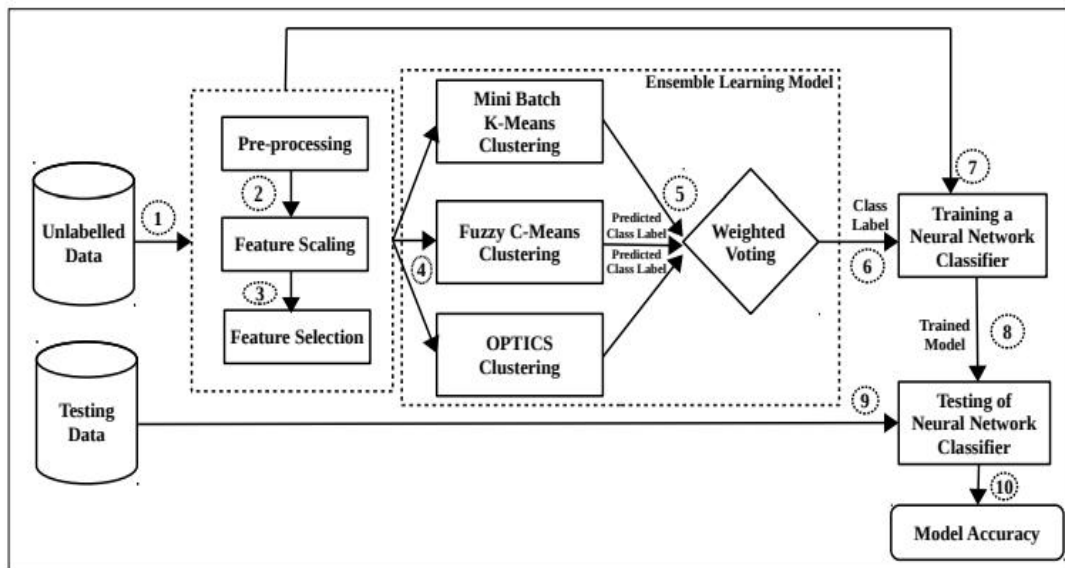 Ensemble Learning Model
Unlabelled
Data
1
Pre-processing
2
Feature Scaling
3
Feature Selection
4
Mini Batch
K-Means
Clustering
Fuzzy C-Means
Clustering
OPTICS
Clustering
5
Predicted
Class Label
Predicted
Class Label
Weighted
Voting
Class
Label
6
7
Training a
Neural Network
Classifier
Trained
Model
8
Testing
Data
9
Testing of
Neural Network
Classifier
10
Model Accuracy